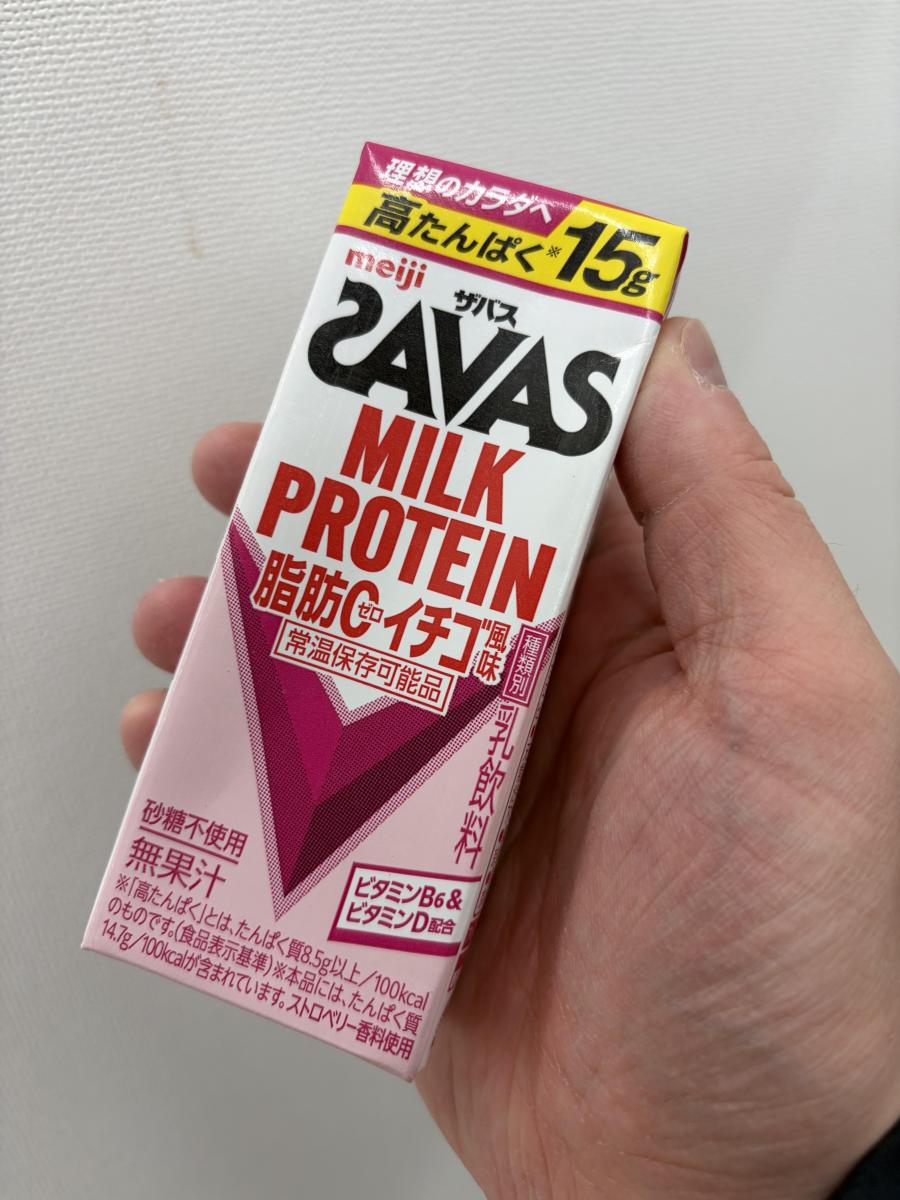 理想のカラダへ
高たんぱく※15g
meiji
ザバス
SAVAS
MILK
PROTEIN
脂肪0ゼロイチゴ風味
常温保存可能品
種類別
乳飲料
砂糖不使用
無果汁
ビタミンB6&
ビタミンD配合
※「高たんぱく」とは、たんぱく質8.5g以上/100kcal
のものです。(食品表示基準)※本品には、たんぱく質
14.7g/100kcalが含まれています。ストロベリー香料使用